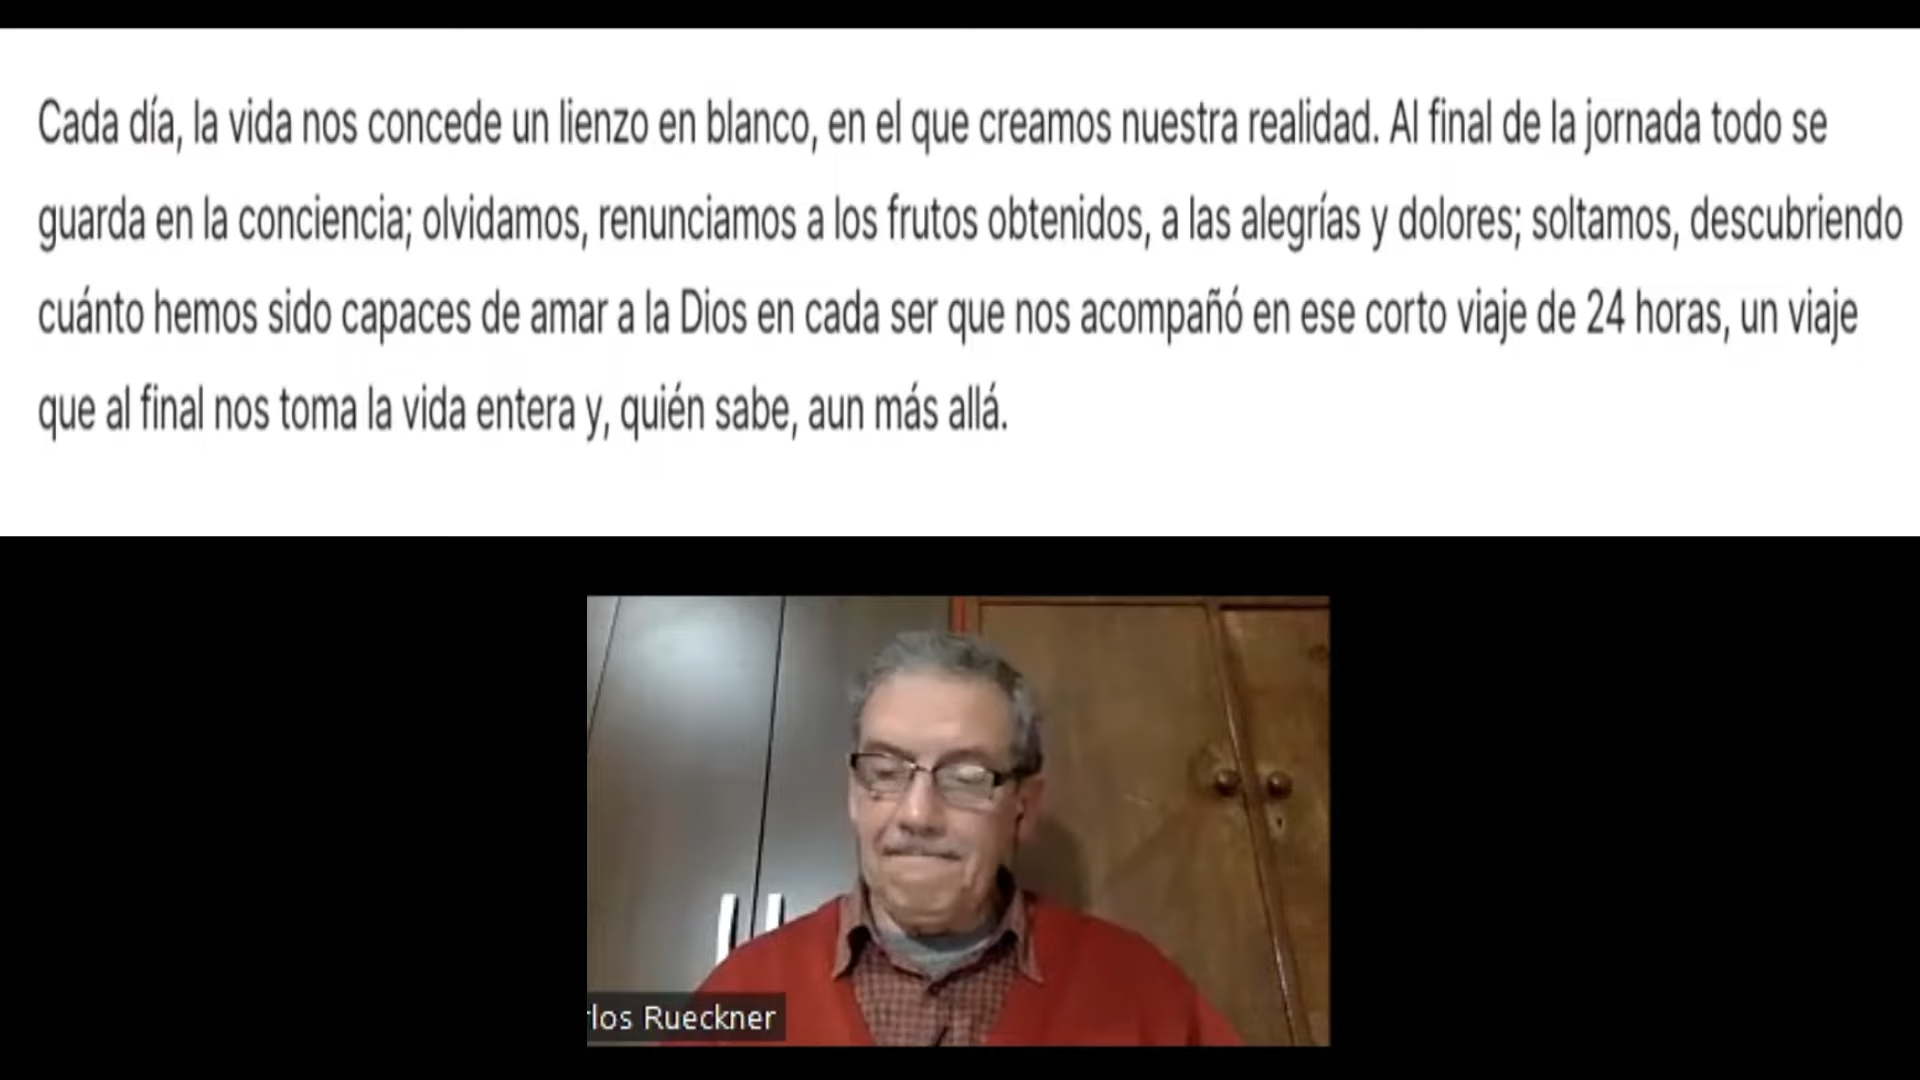 Cada día, la vida nos concede un lienzo en blanco, en el que creamos nuestra realidad. Al final de la jornada todo se
guarda en la conciencia; olvidamos, renunciamos a los frutos obtenidos, a las alegrías y dolores; soltamos, descubriendo
cuánto hemos sido capaces de amar a la Dios en cada ser que nos acompañó en ese corto viaje de 24 horas, un viaje
que al final nos toma la vida entera y, quién sabe, aun más allá.
rlos Rueckner